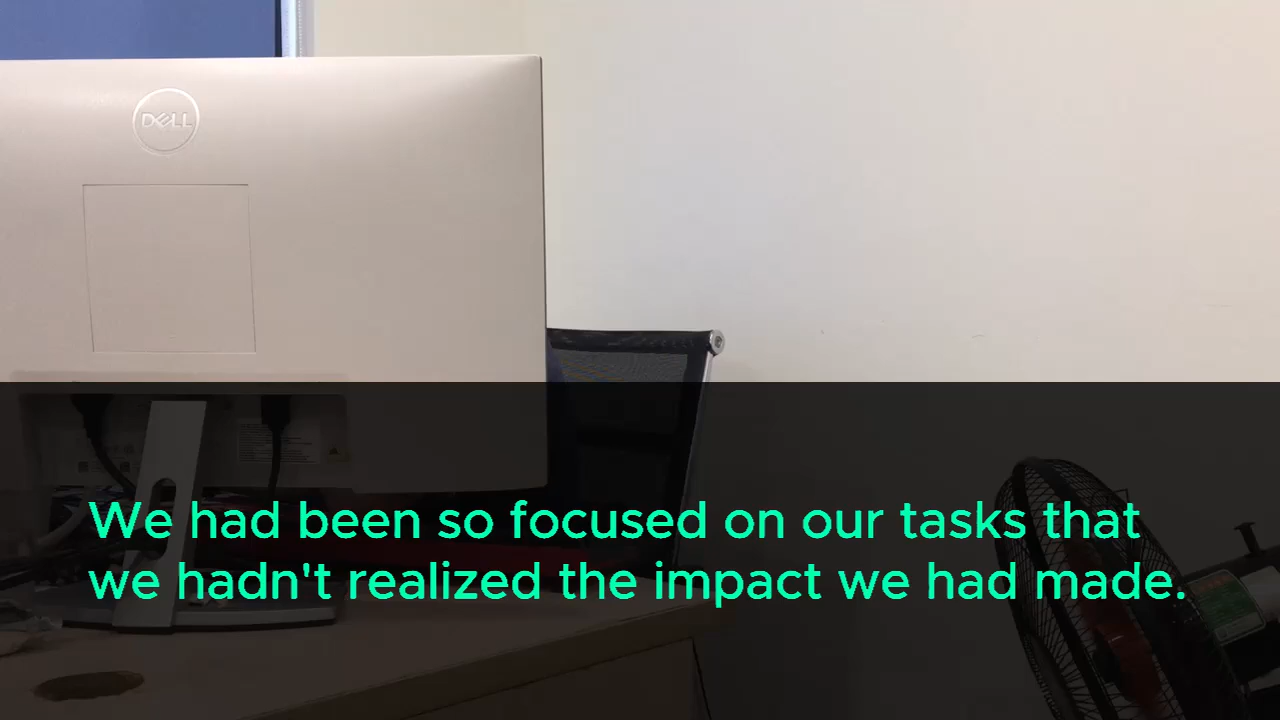 DELL
We had been so focused on our tasks that
we hadn't realized the impact we had made.